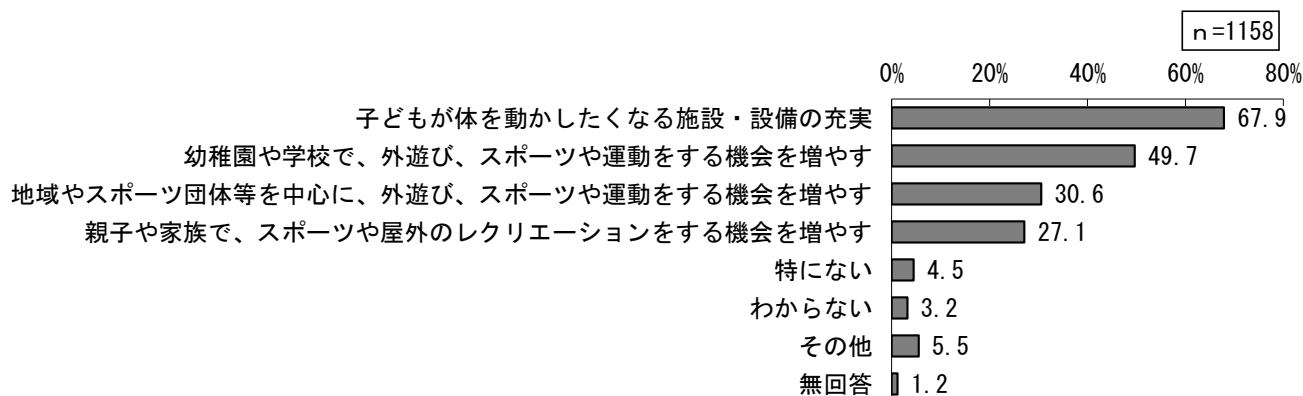 n=1158
0% 20% 40% 60% 80%
子どもが体を動かしたくなる施設・設備の充実 67.9
幼稚園や学校で、外遊び、スポーツや運動をする機会を増やす 49.7
地域やスポーツ団体等を中心に、外遊び、スポーツや運動をする機会を増やす 30.6
親子や家族で、スポーツや屋外のレクリエーションをする機会を増やす 27.1
特にない 4.5
わからない 3.2
その他 5.5
無回答 1.2